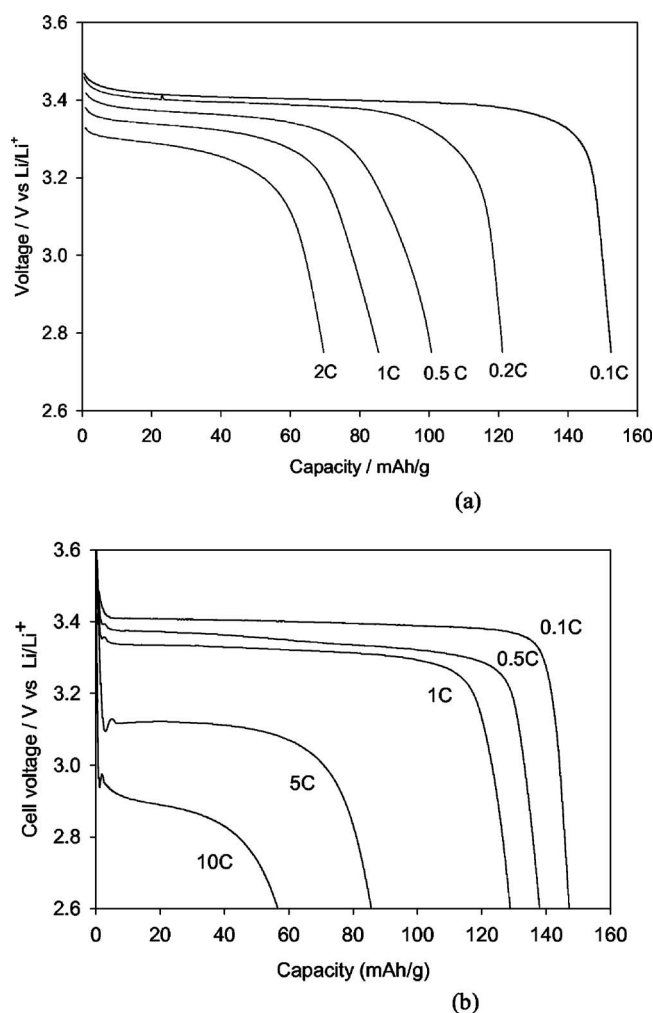 3.6
3.4
3.2
3.0
2.8
2.6
Voltage / V vs Li/Li+
2C
1C
0.5 C
0.2C
0.1C
0 20 40 60 80 100 120 140 160
Capacity / mAh/g
(a)
3.6
3.4
3.2
3.0
2.8
2.6
Cell voltage / V vs Li/Li+
0.1C
0.5C
1C
5C
10C
0 20 40 60 80 100 120 140 160
Capacity (mAh/g)
(b)